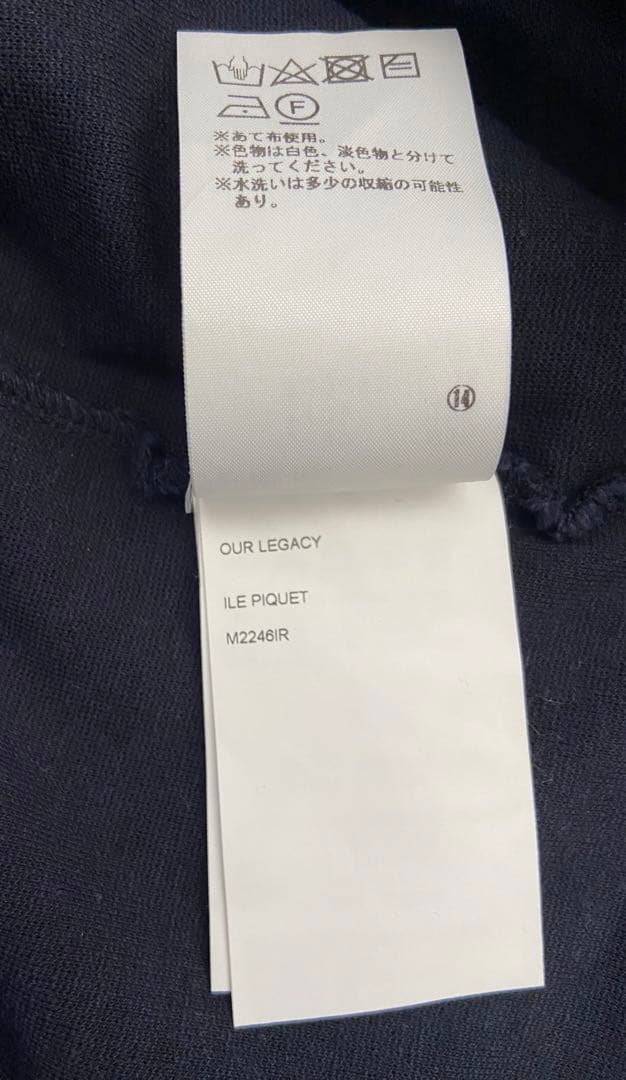 F
※あて布使用。
※色物は白色、淡色物と分けて
洗ってください。
※水洗いは多少の収縮の可能性
あり。
⑭
OUR LEGACY
ILE PIQUET
M2246IR